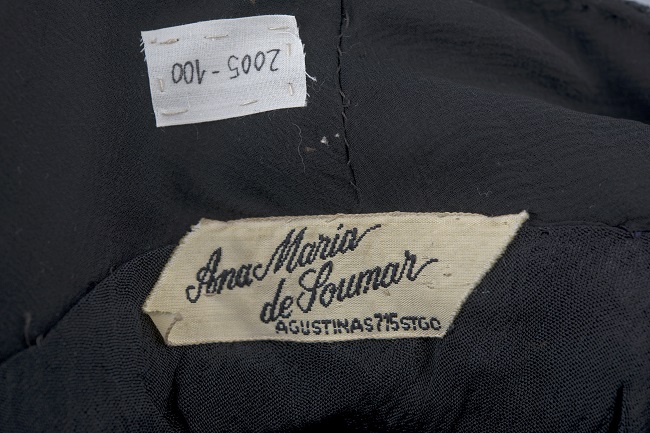 2005-100
Ana Maria
de Soumar
AGUSTINAS 715 STGO